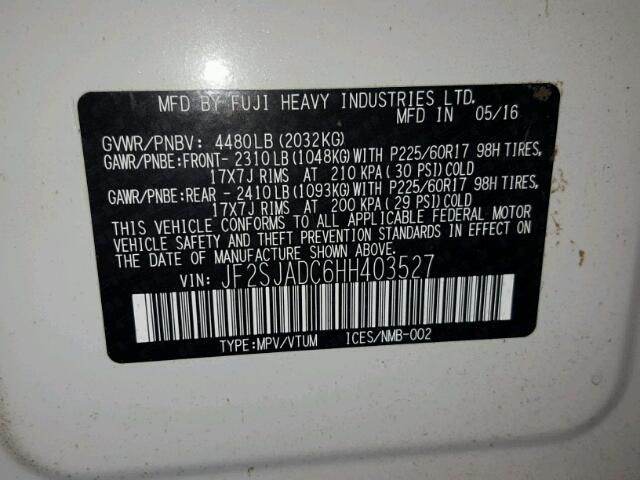 MFD BY FUJI HEAVY INDUSTRIES LTD.
MFD IN 05/16
GVWR/PNBV: 4480LB (2032KG)
GAWR/PNBE:FRONT- 2310LB (1048KG) WITH P225/60R17 98H TIRES,
17X7J RIMS AT 210 KPA (30 PSI) COLD
GAWR/PNBE:REAR - 2410LB (1093KG) WITH P225/60R17 98H TIRES,
17X7J RIMS AT 200 KPA (29 PSI) COLD
THIS VEHICLE CONFORMS TO ALL APPLICABLE FEDERAL MOTOR
VEHICLE SAFETY AND THEFT PREVENTION STANDARDS IN EFFECT ON
THE DATE OF MANUFACTURE SHOWN ABOVE.
VIN: JF2SJADC6HH403527
TYPE:MPV/VTUM ICES/NMB-002